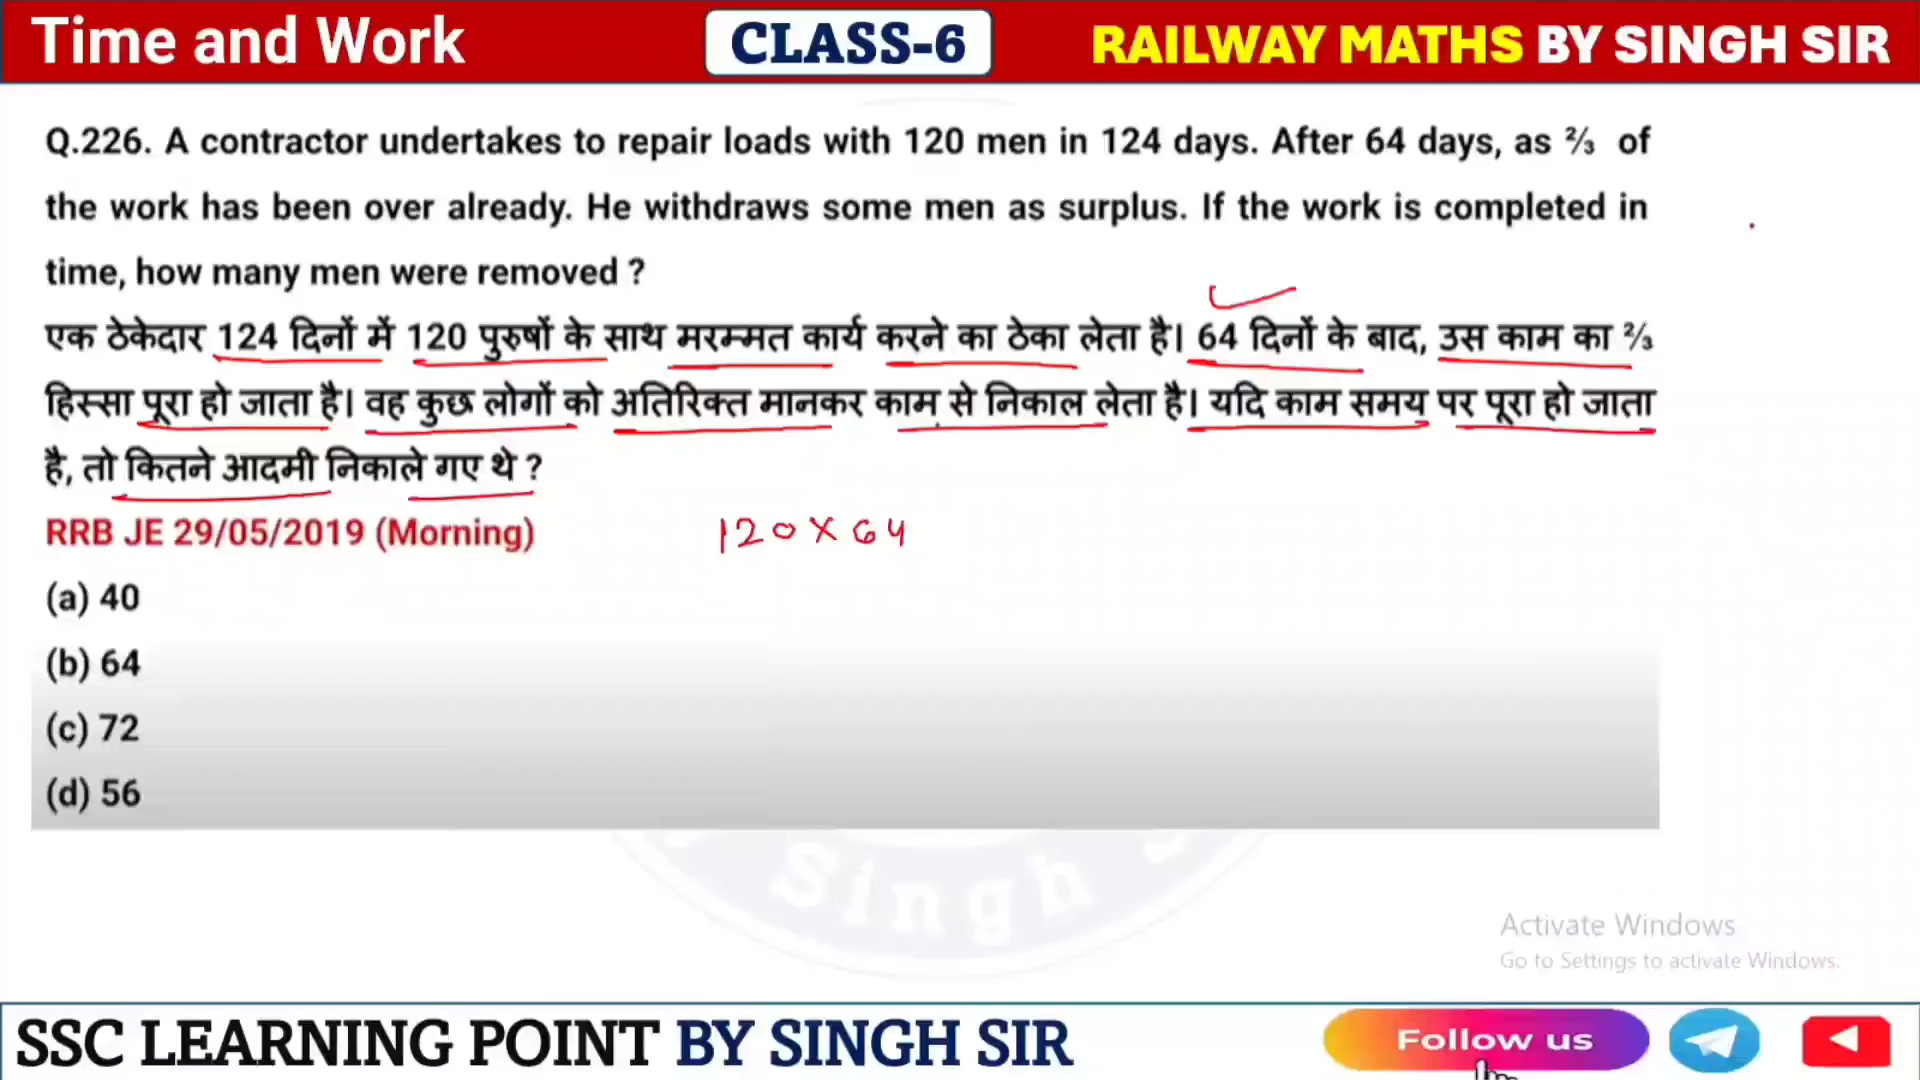 Time and Work
CLASS-6
RAILWAY MATHS BY SINGH SIR
Q.226. A contractor undertakes to repair loads with 120 men in 124 days. After 64 days, as ⅔ of
the work has been over already. He withdraws some men as surplus. If the work is completed in
time, how many men were removed ?
एक ठेकेदार 124 दिनों में 120 पुरुषों के साथ मरम्मत कार्य करने का ठेका लेता है। 64 दिनों के बाद, उस काम का ⅔
हिस्सा पूरा हो जाता है। वह कुछ लोगों को अतिरिक्त मानकर काम से निकाल लेता है। यदि काम समय पर पूरा हो जाता
है, तो कितने आदमी निकाले गए थे ?
RRB JE 29/05/2019 (Morning)
120 × 64
(a) 40
(b) 64
(c) 72
(d) 56
Singh
Activate Windows
Go to Settings to activate Windows.
SSC LEARNING POINT BY SINGH SIR
Follow us